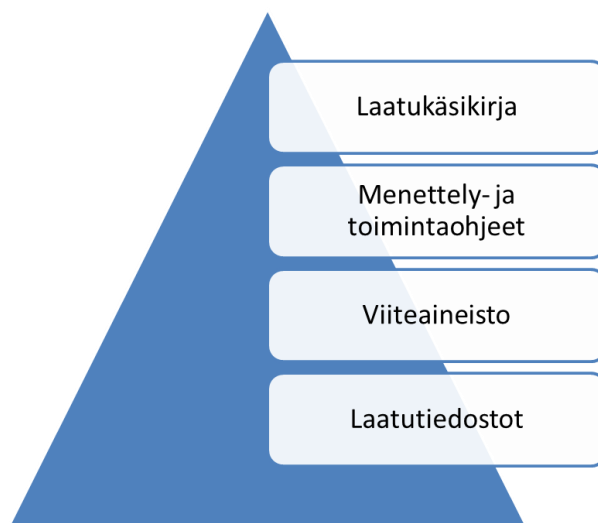 Laatukäsikirja
Menettely- ja
toimintaohjeet
Viiteaineisto
Laatutiedostot